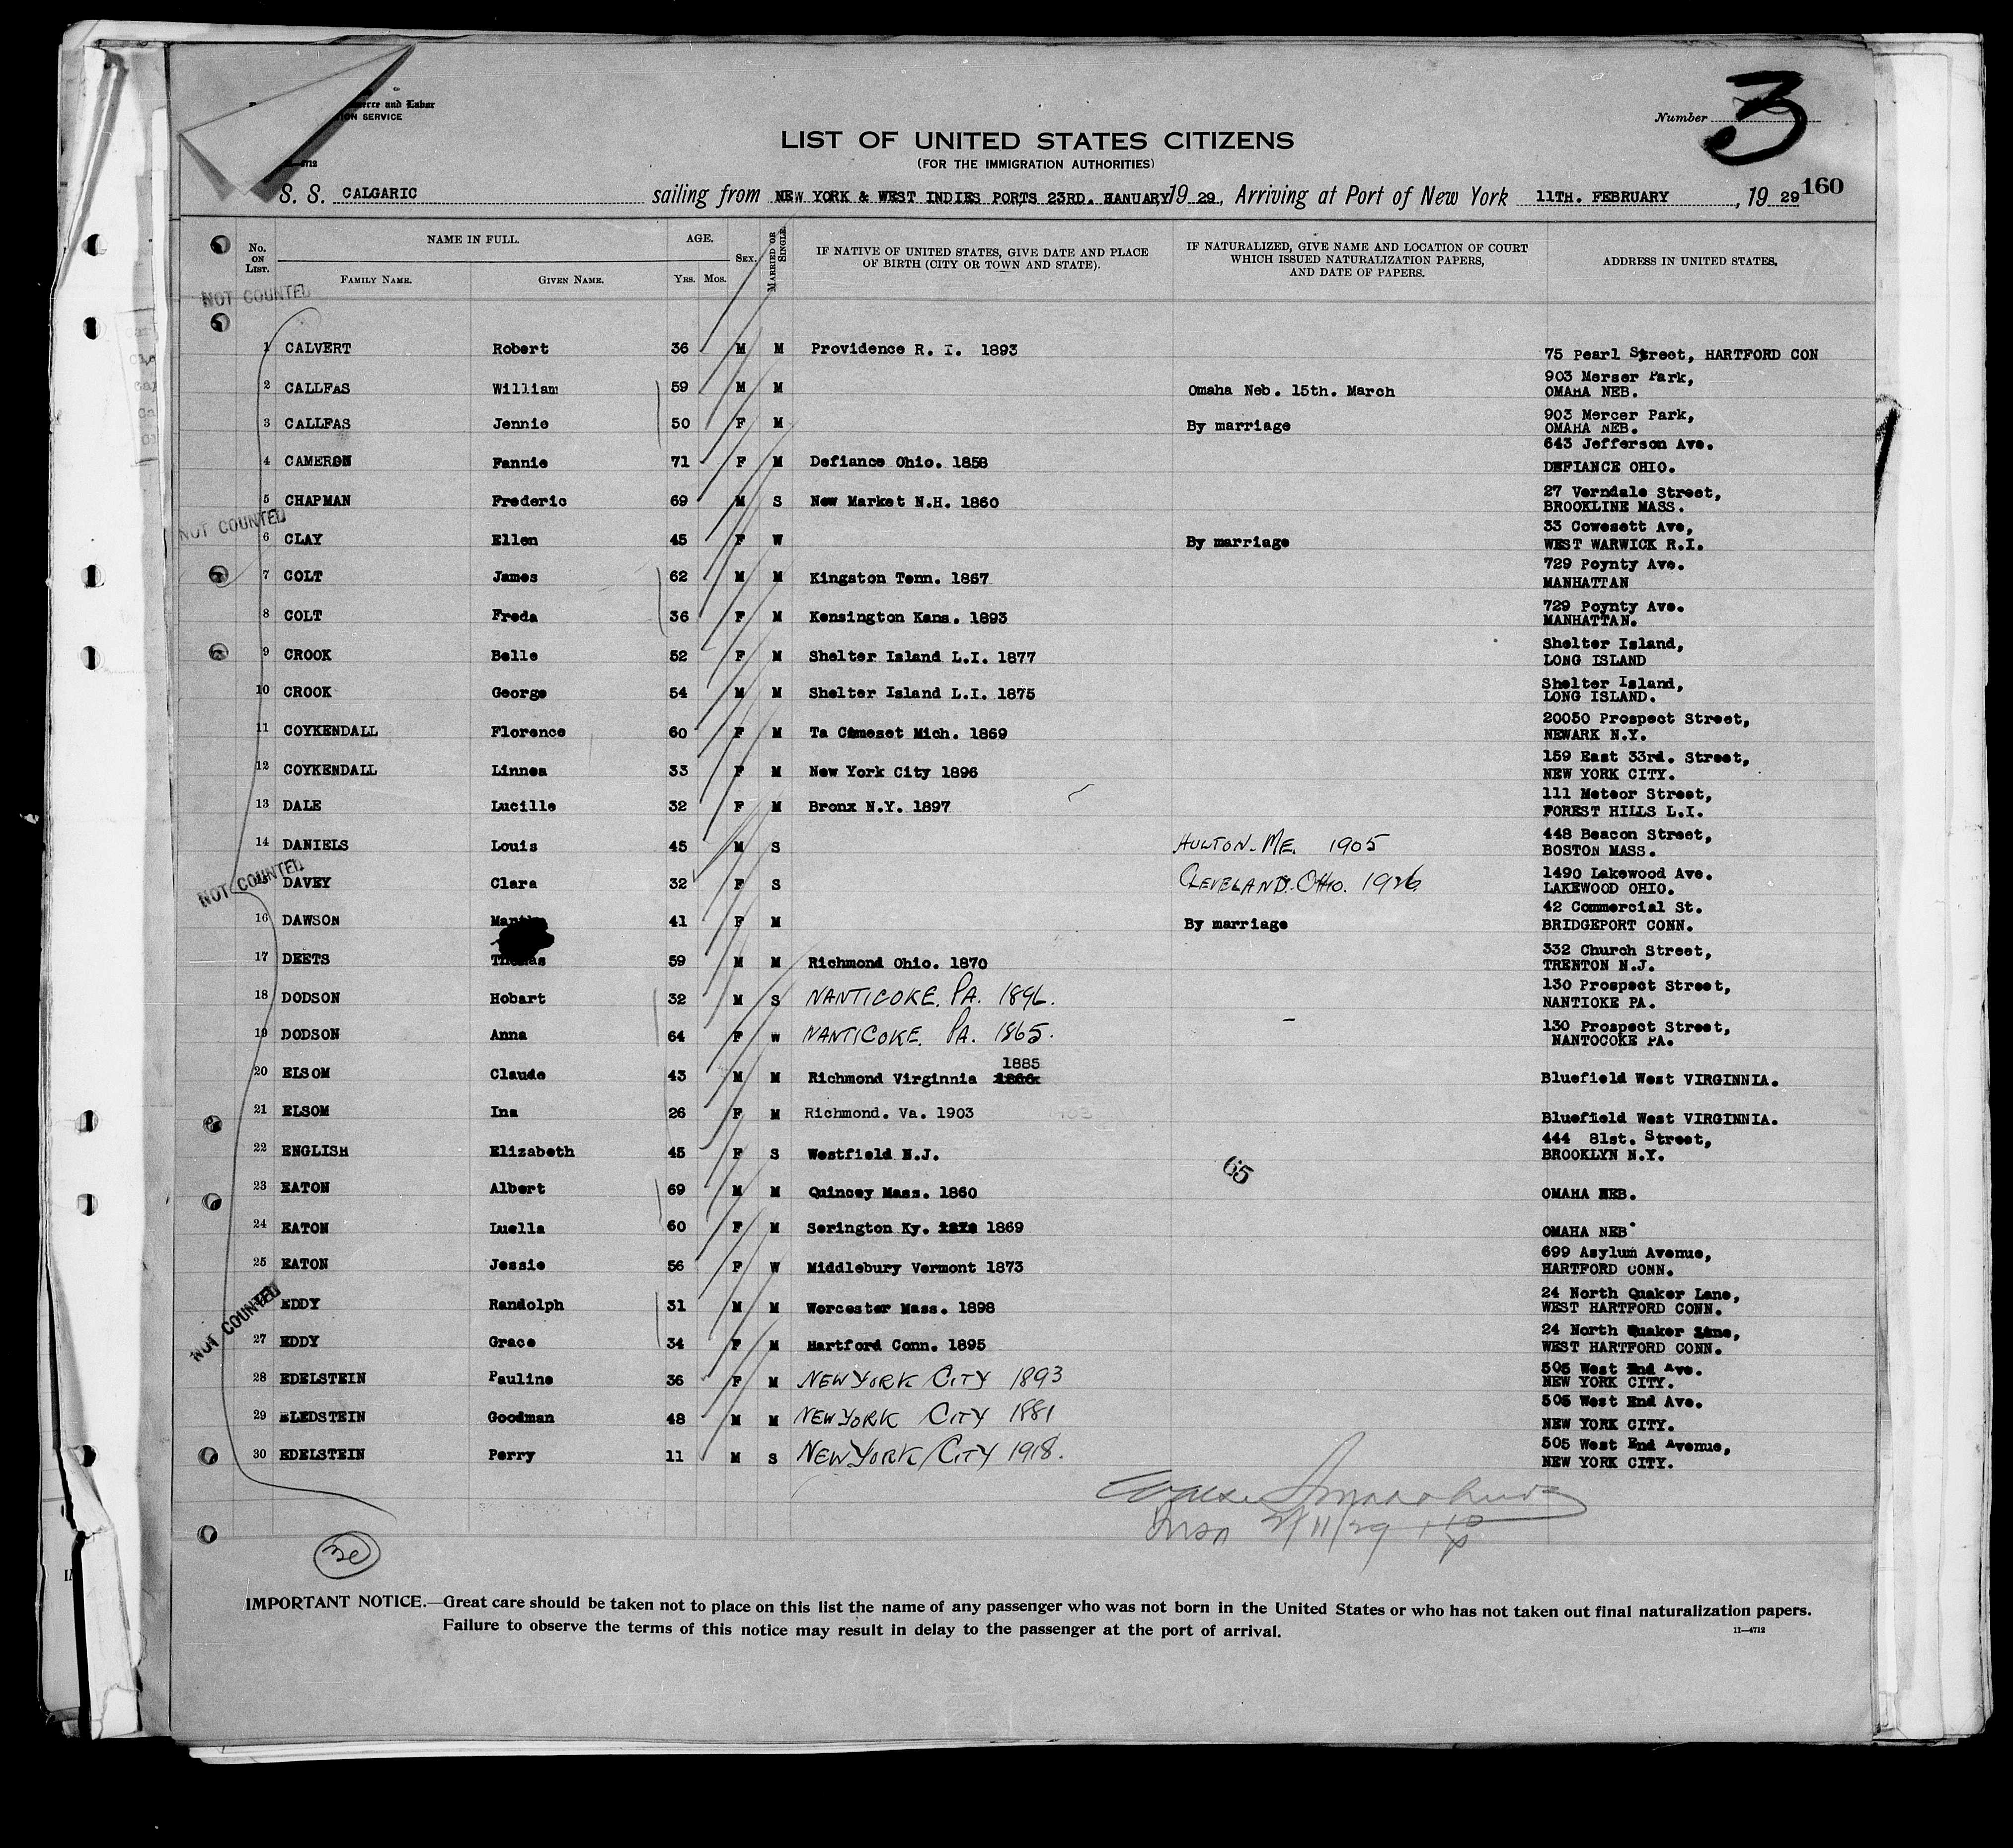 erce and Labor
ION SERVICE
Number 3
LIST OF UNITED STATES CITIZENS
(FOR THE IMMIGRATION AUTHORITIES)
160
S. S. CALGARIC sailing from NEW YORK & WEST INDIES PORTS 23RD. HANUARY 19 29, Arriving at Port of New York 11TH. FEBRUARY, 19 29
No. ON LIST. NAME IN FULL. AGE. SEX. MARRIED OR SINGLE. IF NATIVE OF UNITED STATES, GIVE DATE AND PLACE OF BIRTH (CITY OR TOWN AND STATE). IF NATURALIZED, GIVE NAME AND LOCATION OF COURT WHICH ISSUED NATURALIZATION PAPERS, AND DATE OF PAPERS. ADDRESS IN UNITED STATES.
FAMILY NAME. GIVEN NAME. YRS. MOS.
NOT COUNTED
1 CALVERT Robert 36 M M Providence R. I. 1893 75 Pearl Street, HARTFORD CON
2 CALLFAS William 59 M M Omaha Neb. 15th. March 903 Merser Park, OMAHA NEB.
3 CALLFAS Jennie 50 F M By marriage 903 Mercer Park, OMAHA NEB.
4 CAMERON Fannie 71 F M Defiance Ohio. 1858 643 Jefferson Ave. DEFIANCE OHIO.
5 CHAPMAN Frederic 69 M S New Market N.H. 1860 27 Verndale Street, BROOKLINE MASS.
NOT COUNTED
6 CLAY Ellen 45 F W By marriage 33 Cowesett Ave, WEST WARWICK R.I.
7 COLT James 62 M M Kingston Tenn. 1867 729 Poynty Ave. MANHATTAN
8 COLT Freda 36 F M Kensington Kans. 1893 729 Poynty Ave. MANHATTAN.
9 CROOK Belle 52 F M Shelter Island L.I. 1877 Shelter Island, LONG ISLAND
10 CROOK George 54 M M Shelter Island L.I. 1875 Shelter Island, LONG ISLAND.
11 COYKENDALL Florence 60 F M Ta Cameset Mich. 1869 20050 Prospect Street, NEWARK N.Y.
12 COYKENDALL Linnea 33 F M New York City 1896 159 East 33rd. Street, NEW YORK CITY.
13 DALE Lucille 32 F M Bronx N.Y. 1897 111 Meteor Street, FOREST HILLS L.I.
14 DANIELS Louis 45 M S HULTON. ME. 1905 448 Beacon Street, BOSTON MASS.
NOT COUNTED
DAVEY Clara 32 F S CLEVELAND. OHIO. 1926 1490 Lakewood Ave. LAKEWOOD OHIO.
16 DAWSON 41 F M By marriage 42 Commercial St. BRIDGEPORT CONN.
17 DEETS Thomas 59 M M Richmond Ohio. 1870 332 Church Street, TRENTON N.J.
18 DODSON Hobart 32 M S NANTICOKE. PA. 1896. 130 Prospect Street, NANTIOKE PA.
19 DODSON Anna 64 F W NANTICOKE. PA. 1865. 130 Prospect Street, NANTOCOKE PA.
20 ELSOM Claude 43 M M Richmond Virginnia 1885 Bluefield West VIRGINNIA.
21 ELSOM Ina 26 F M Richmond. Va. 1903 Bluefield West VIRGINNIA.
22 ENGLISH Elizabeth 45 F S Westfield N.J. 444 81st. Street, BROOKLYN N.Y.
65
23 EATON Albert 69 M M Quincey Mass. 1860 OMAHA NEB.
24 EATON Luella 60 F M Serington Ky. 1869 OMAHA NEB.
25 EATON Jessie 56 F W Middlebury Vermont 1873 699 Asylum Avenue, HARTFORD CONN.
NOT COUNTED
EDDY Randolph 31 M M Worcester Mass. 1898 24 North Quaker Lane, WEST HARTFORD CONN.
27 EDDY Grace 34 F M Hartford Conn. 1895 24 North Quaker Lane, WEST HARTFORD CONN.
28 EDELSTEIN Pauline 36 F M NEW YORK CITY 1893 505 West End Ave. NEW YORK CITY.
29 ELEDSTEIN Goodman 48 M M NEW YORK CITY 1881 505 West End Ave. NEW YORK CITY.
30 EDELSTEIN Perry 11 M S NEW YORK CITY 1918. 505 West End Avenue, NEW YORK CITY.
2/11/29
30
IMPORTANT NOTICE.—Great care should be taken not to place on this list the name of any passenger who was not born in the United States or who has not taken out final naturalization papers.
Failure to observe the terms of this notice may result in delay to the passenger at the port of arrival.
11—4712